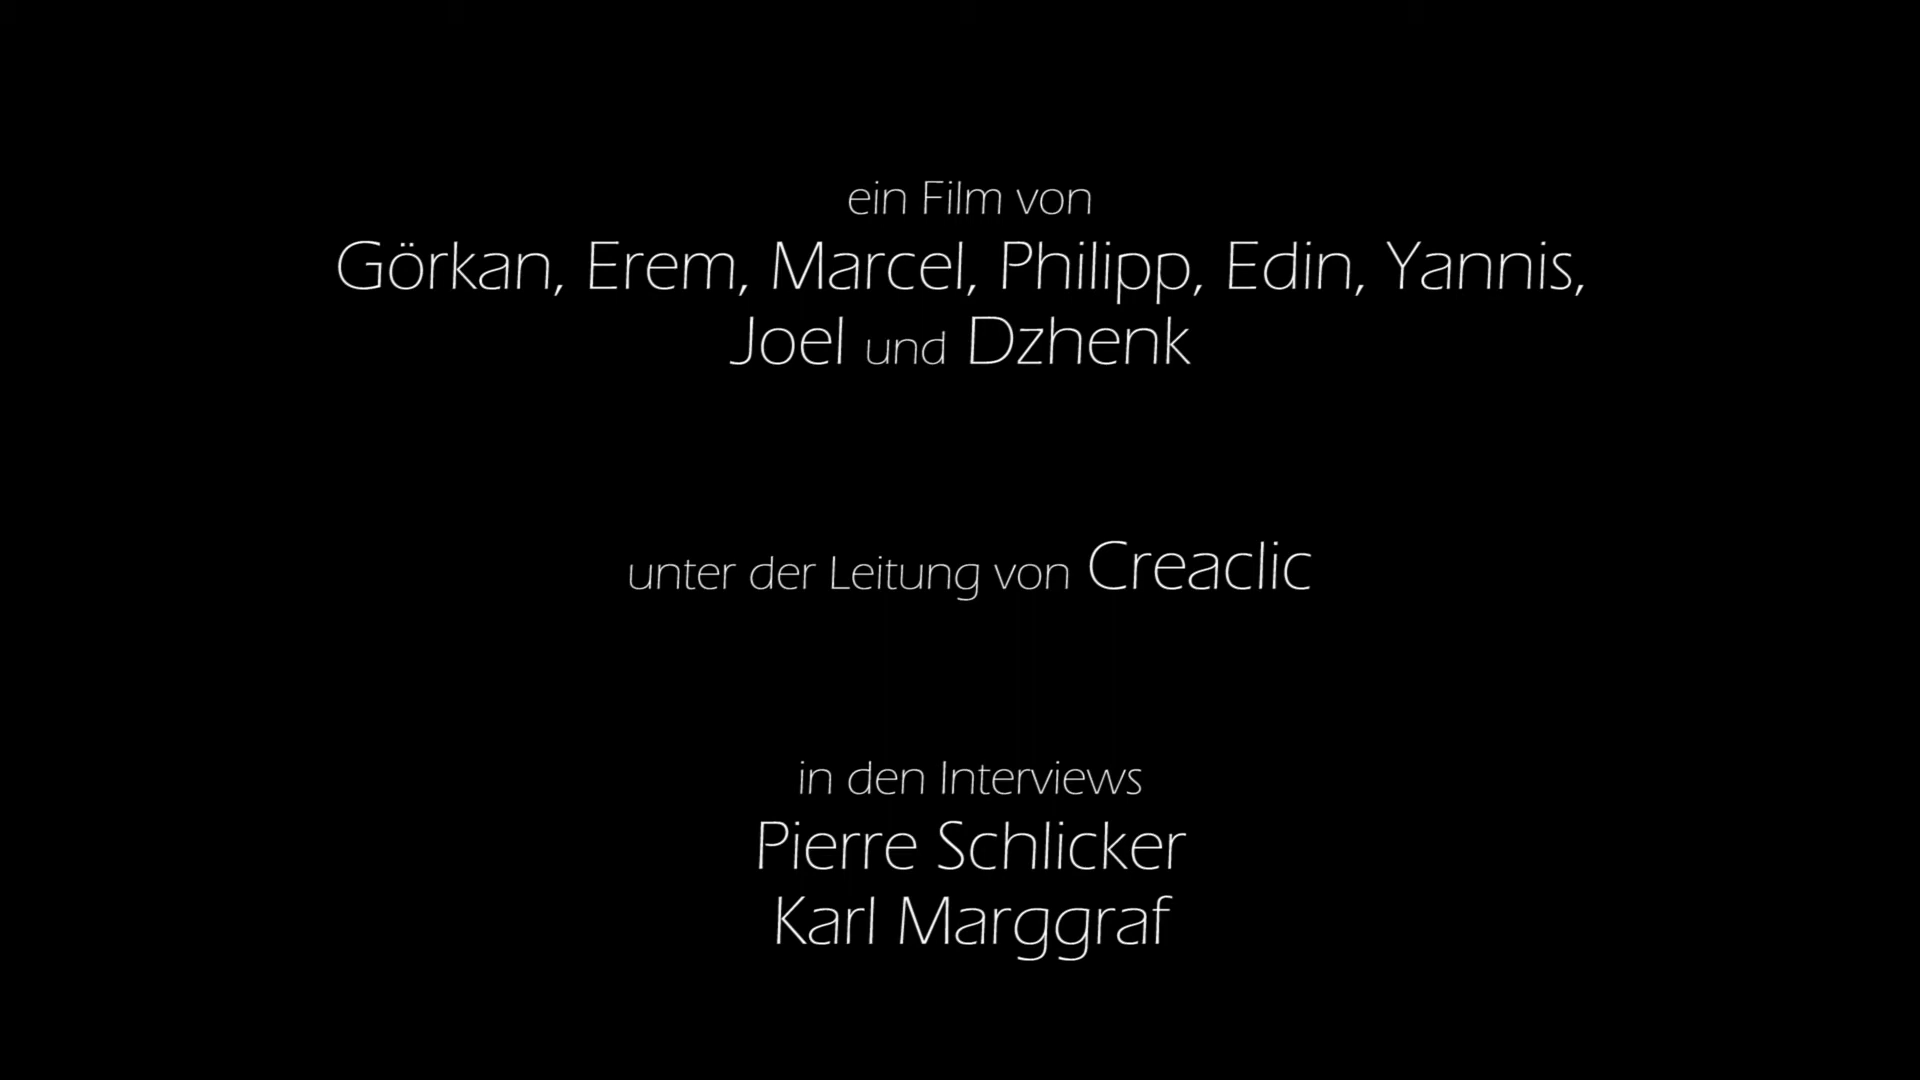 ein Film von
Görkan, Erem, Marcel, Philipp, Edin, Yannis,
Joel und Dzhenk
unter der Leitung von Creaclic
in den Interviews
Pierre Schlicker
Karl Marggraf